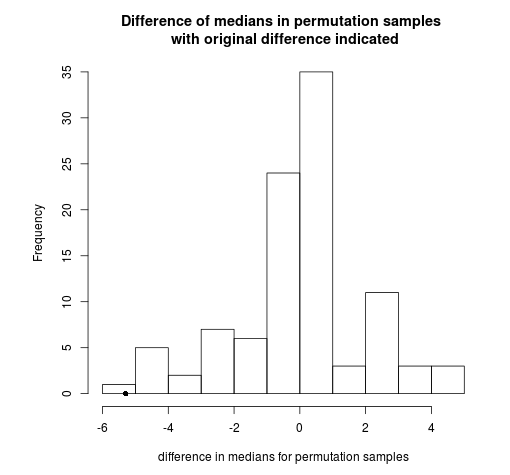 Difference of medians in permutation samples
with original difference indicated
Frequency
35
30
25
20
15
10
5
0
-6 -4 -2 0 2 4
difference in medians for permutation samples